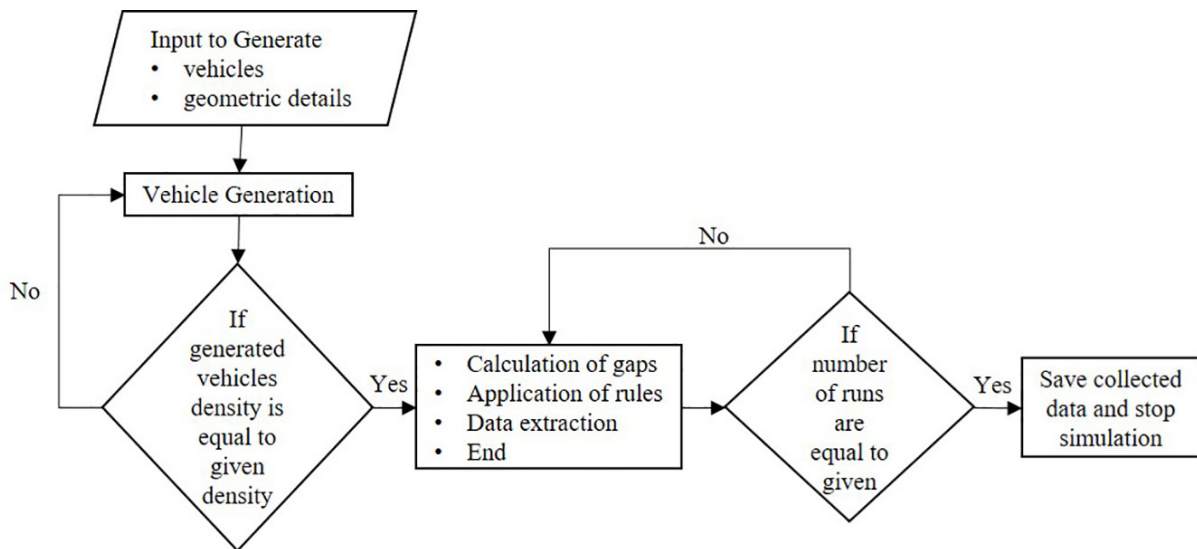 Input to Generate
• vehicles
• geometric details
Vehicle Generation
No
If
generated
vehicles
density is
equal to
given
density
Yes
No
• Calculation of gaps
• Application of rules
• Data extraction
• End
If
number
of runs
are
equal to
given
Yes
Save collected
data and stop
simulation